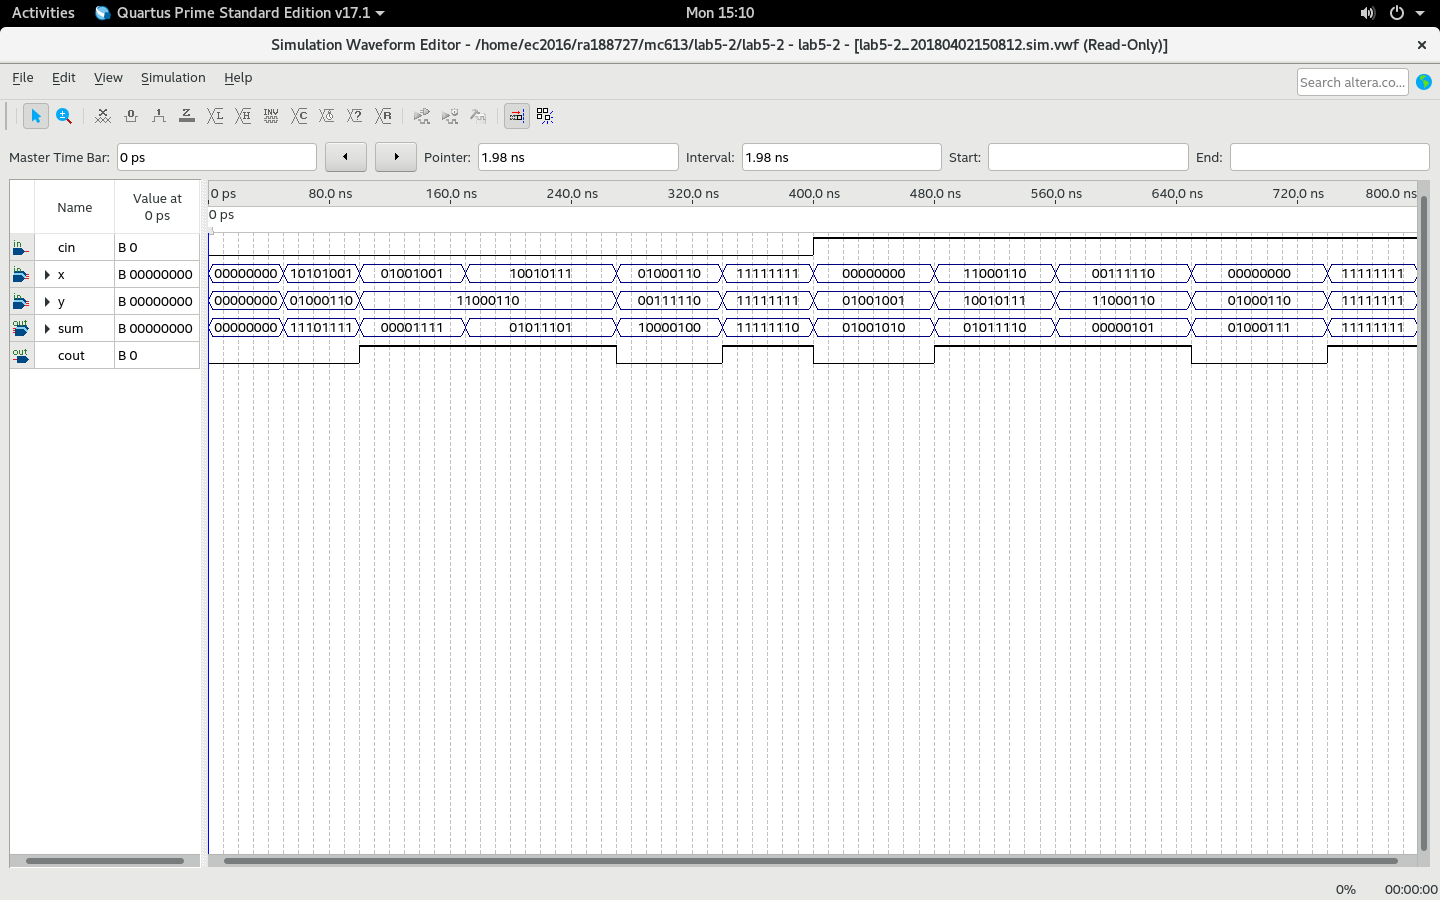 Activities Quartus Prime Standard Edition v17.1 Mon 15:10
Simulation Waveform Editor - /home/ec2016/ra188727/mc613/lab5-2/lab5-2 - lab5-2 - [lab5-2_20180402150812.sim.vwf (Read-Only)]
File Edit View Simulation Help Search altera.co...
Master Time Bar: 0 ps Pointer: 1.98 ns Interval: 1.98 ns Start: End:
Name Value at 0 ps
0 ps 80.0 ns 160.0 ns 240.0 ns 320.0 ns 400.0 ns 480.0 ns 560.0 ns 640.0 ns 720.0 ns 800.0 ns
0 ps
in cin B 0
in x B 00000000 00000000 10101001 01001001 10010111 01000110 11111111 00000000 11000110 00111110 00000000 11111111
in y B 00000000 00000000 01000110 11000110 00111110 11111111 01001001 10010111 11000110 01000110 11111111
out sum B 00000000 00000000 11101111 00001111 01011101 10000100 11111110 01001010 01011110 00000101 01000111 11111111
out cout B 0
0% 00:00:00